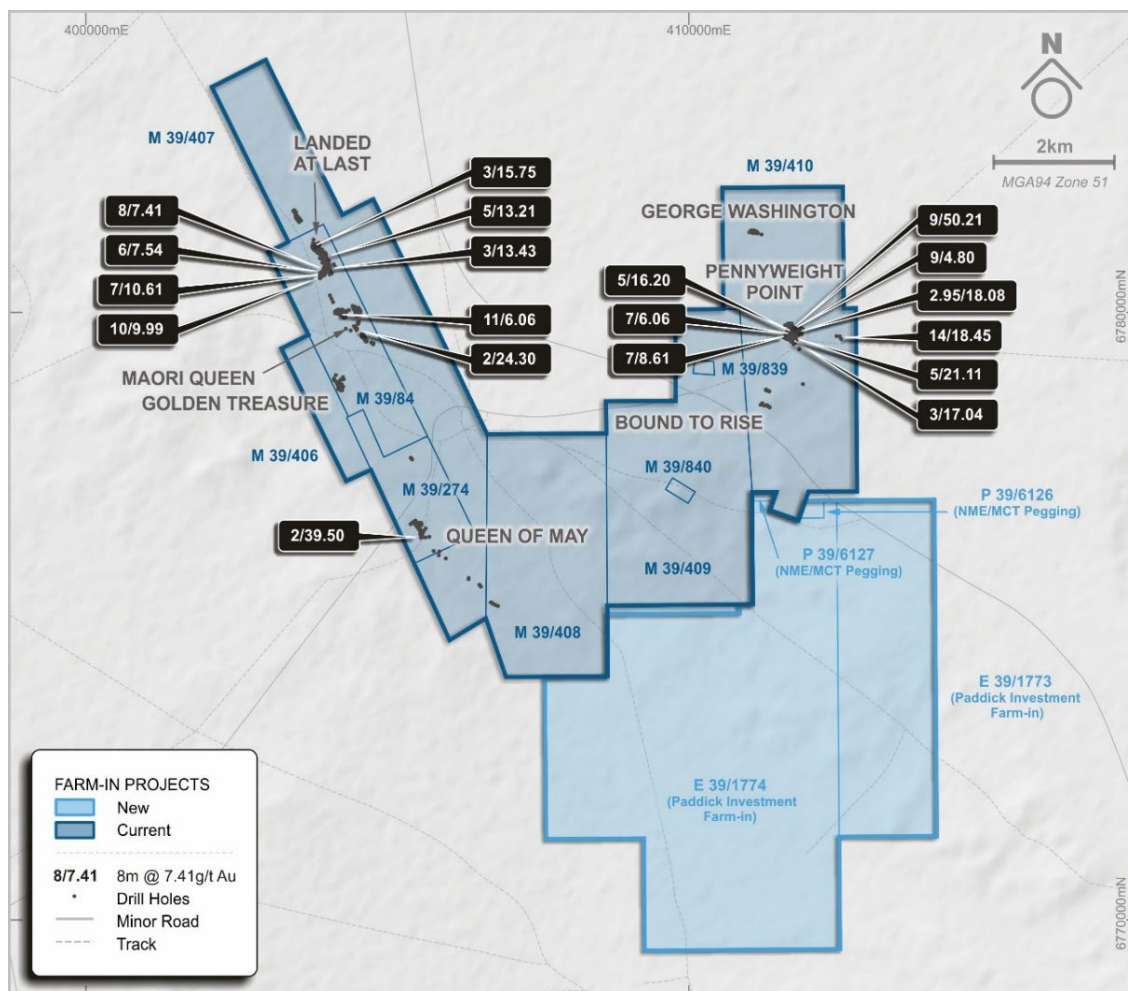 400000mE
410000mE
N
2km
MGA94 Zone 51
6780000mN
6770000mN
M 39/407
LANDED
AT LAST
8/7.41
6/7.54
7/10.61
10/9.99
3/15.75
5/13.21
3/13.43
11/6.06
2/24.30
MAORI QUEEN
GOLDEN TREASURE
M 39/84
M 39/406
M 39/274
2/39.50
QUEEN OF MAY
M 39/408
M 39/410
GEORGE WASHINGTON
PENNYWEIGHT
POINT
5/16.20
7/6.06
7/8.61
9/50.21
9/4.80
2.95/18.08
14/18.45
5/21.11
3/17.04
M 39/839
BOUND TO RISE
M 39/840
M 39/409
P 39/6126
(NME/MCT Pegging)
P 39/6127
(NME/MCT Pegging)
E 39/1773
(Paddick Investment
Farm-in)
E 39/1774
(Paddick Investment
Farm-in)
FARM-IN PROJECTS
New
Current
8/7.41 8m @ 7.41g/t Au
Drill Holes
Minor Road
Track